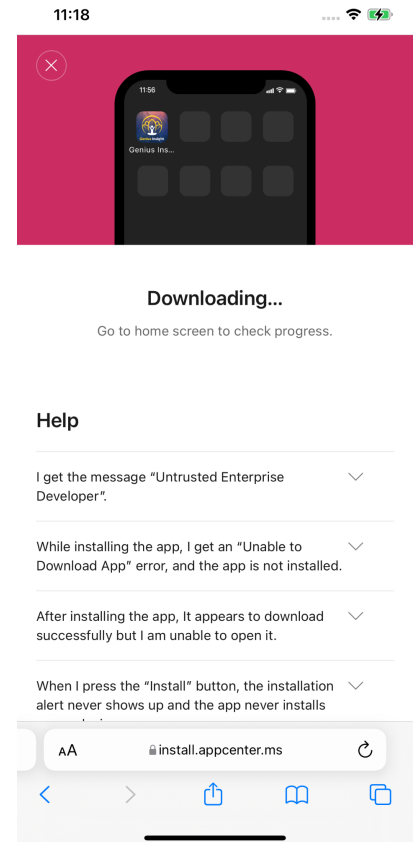 11:18
11:56
Genius Insight
Genius Ins...
Downloading...
Go to home screen to check progress.
Help
I get the message “Untrusted Enterprise
Developer”.
While installing the app, I get an “Unable to
Download App” error, and the app is not installed.
After installing the app, It appears to download
successfully but I am unable to open it.
When I press the “Install” button, the installation
alert never shows up and the app never installs
AA
install.appcenter.ms